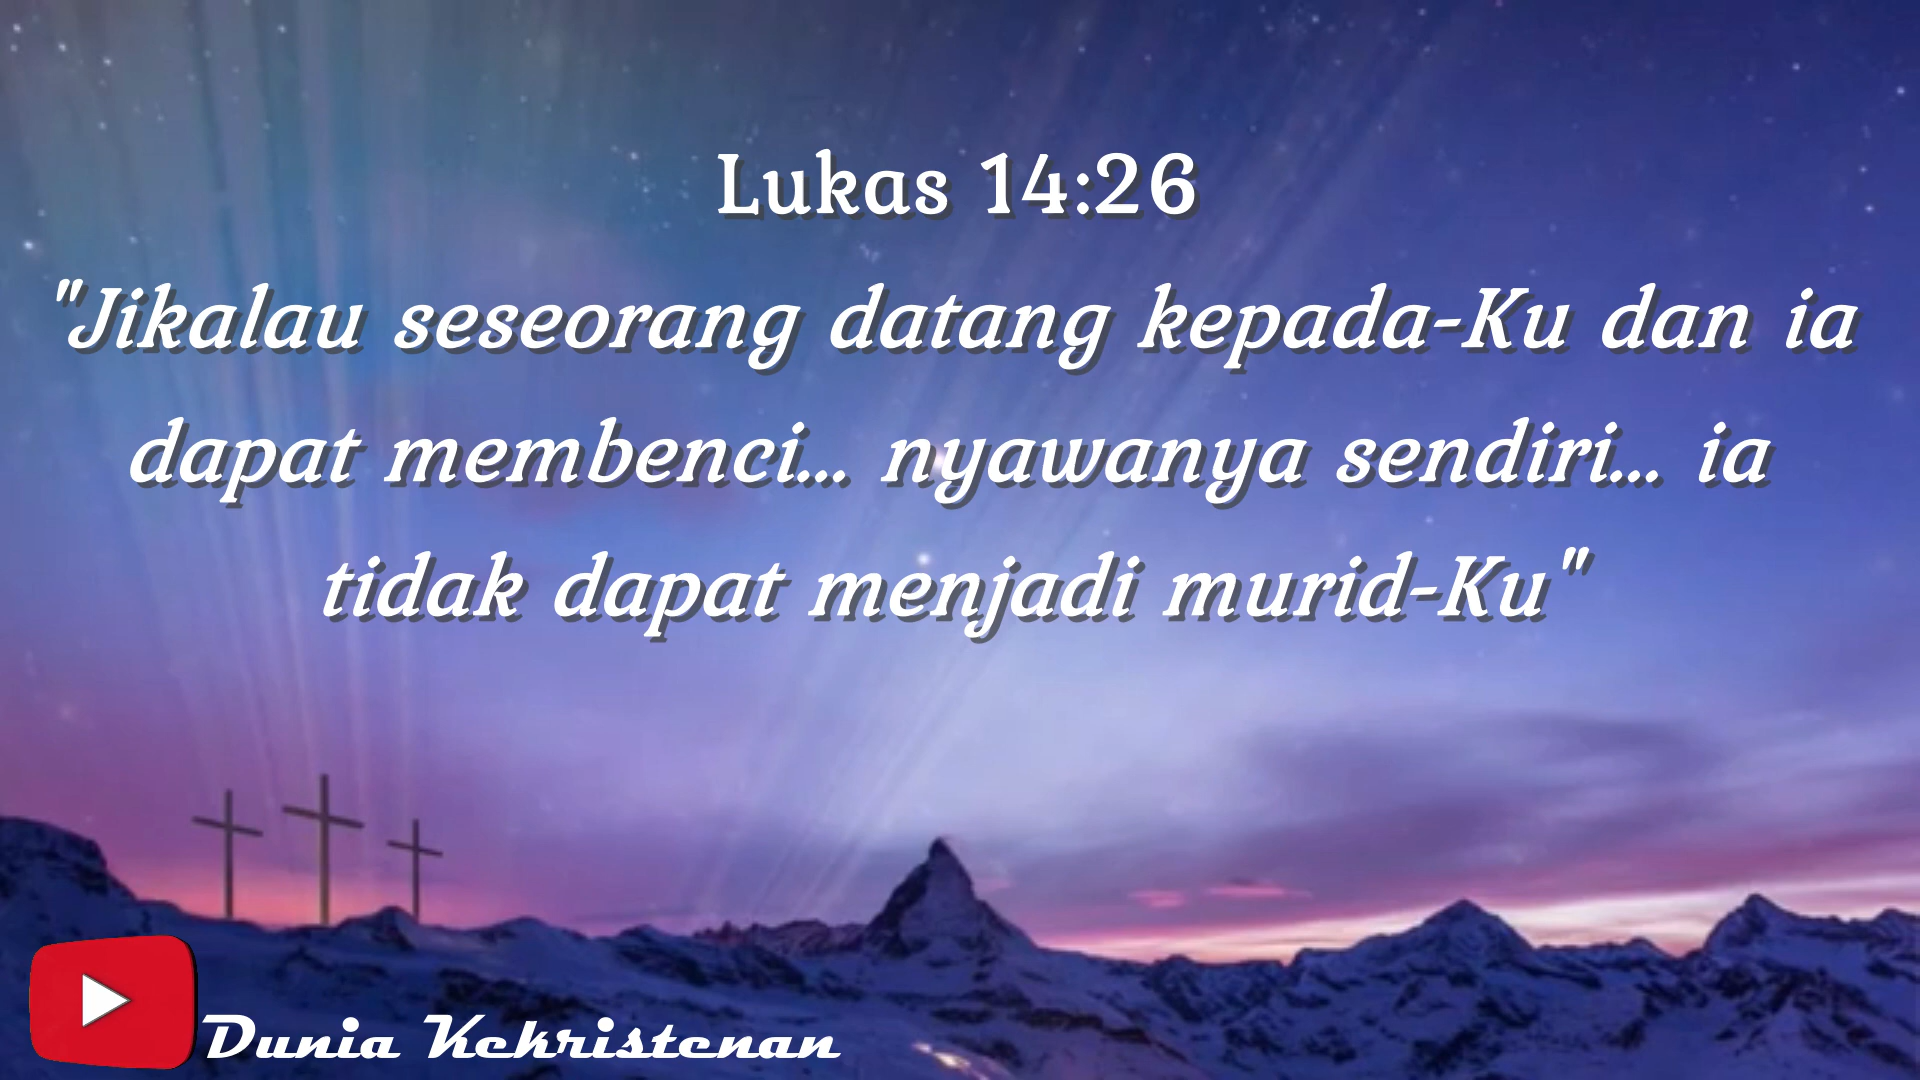 Lukas 14:26
"Jikalau seseorang datang kepada-Ku dan ia
dapat membenci... nyawanya sendiri... ia
tidak dapat menjadi murid-Ku"
Dunia Kekristenan